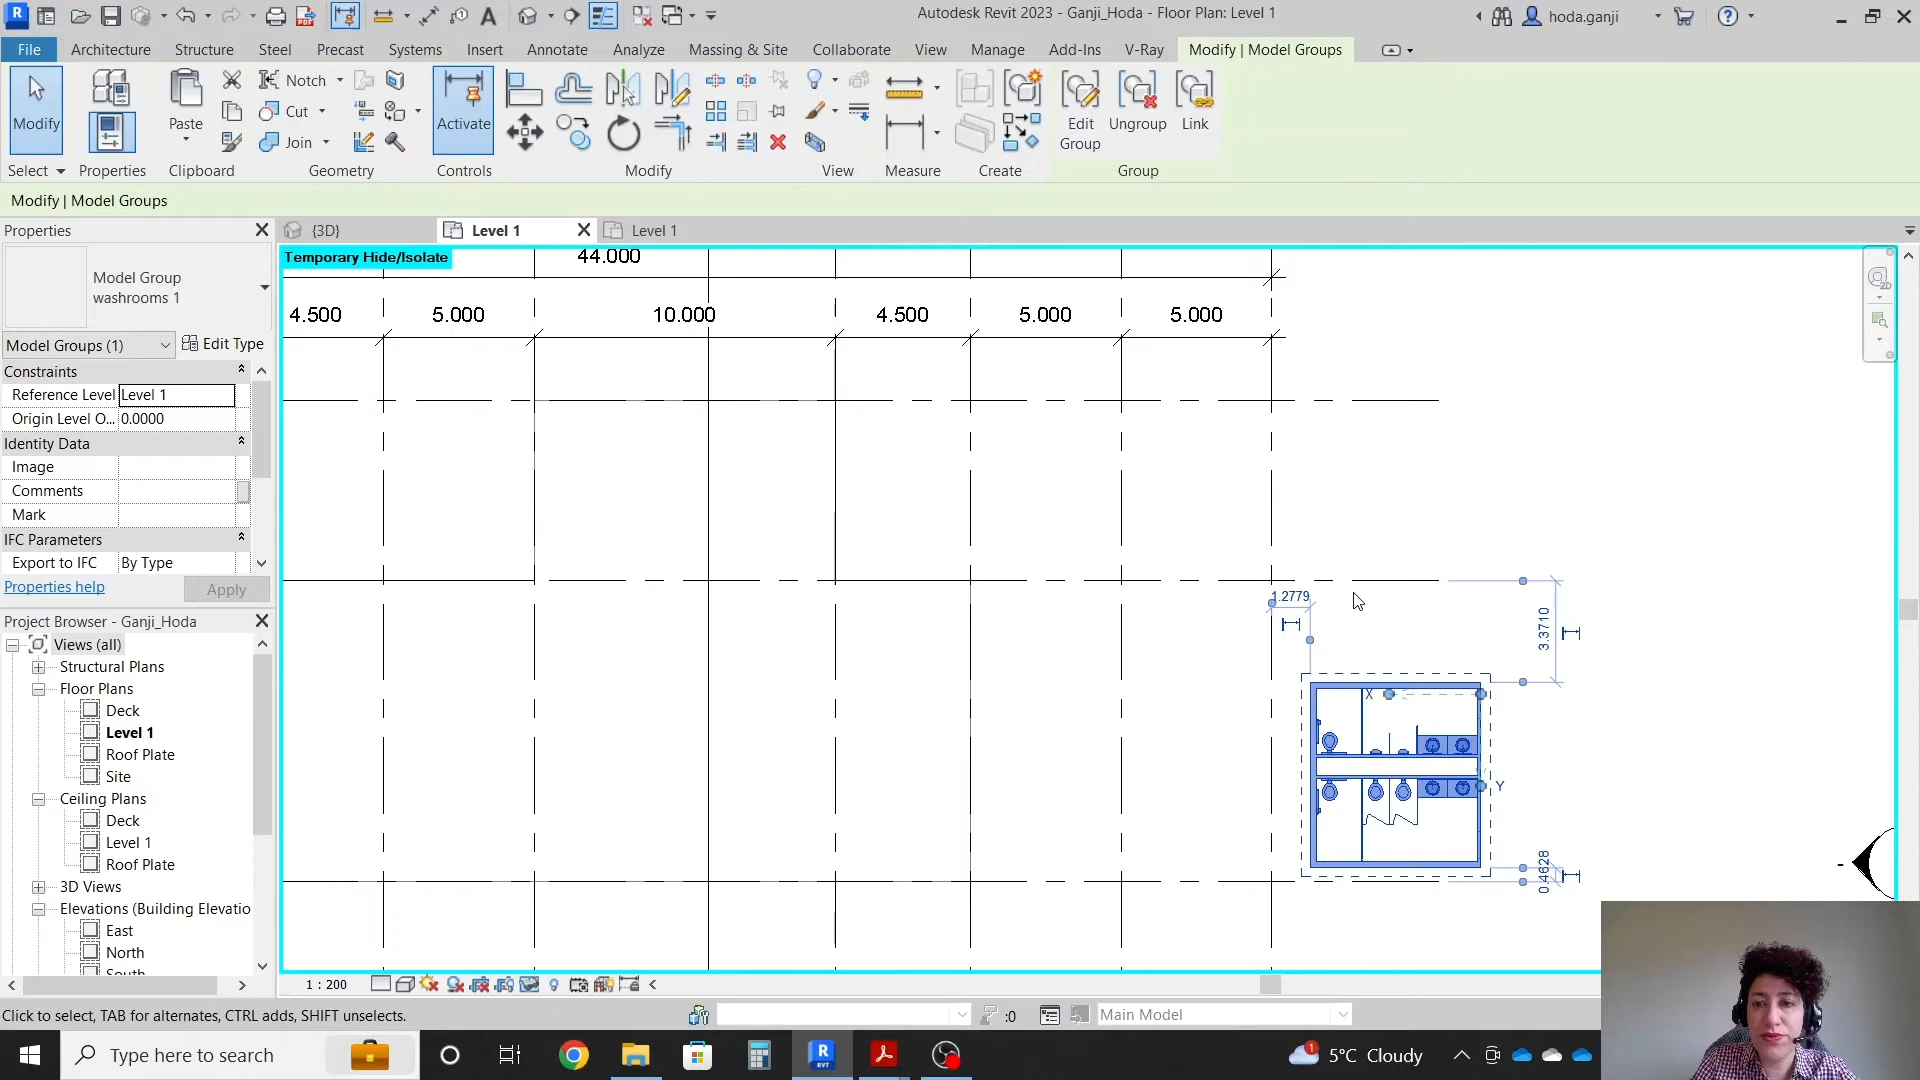 Autodesk Revit 2023 - Ganji_Hoda - Floor Plan: Level 1
hoda.ganji
File Architecture Structure Steel Precast Systems Insert Annotate Analyze Massing & Site Collaborate View Manage Add-Ins V-Ray Modify | Model Groups
Modify Paste Notch Cut Join Activate Edit Group Ungroup Link
Select Properties Clipboard Geometry Controls Modify View Measure Create Group
Modify | Model Groups
Properties
{3D} Level 1 Level 1
Model Group
washrooms 1
Model Groups (1) Edit Type
Constraints
Reference Level Level 1
Origin Level O... 0.0000
Identity Data
Image
Comments
Mark
IFC Parameters
Export to IFC By Type
Properties help Apply
Project Browser - Ganji_Hoda
Views (all)
Structural Plans
Floor Plans
Deck
Level 1
Roof Plate
Site
Ceiling Plans
Deck
Level 1
Roof Plate
3D Views
Elevations (Building Elevatio
East
North
South
Temporary Hide/Isolate
44.000
4.500 5.000 10.000 4.500 5.000 5.000
1.2779
3.3710
X
Y
0.4628
2D
1 : 200
Click to select, TAB for alternates, CTRL adds, SHIFT unselects.
:0
Main Model
Type here to search
R
RVT
1
5°C Cloudy